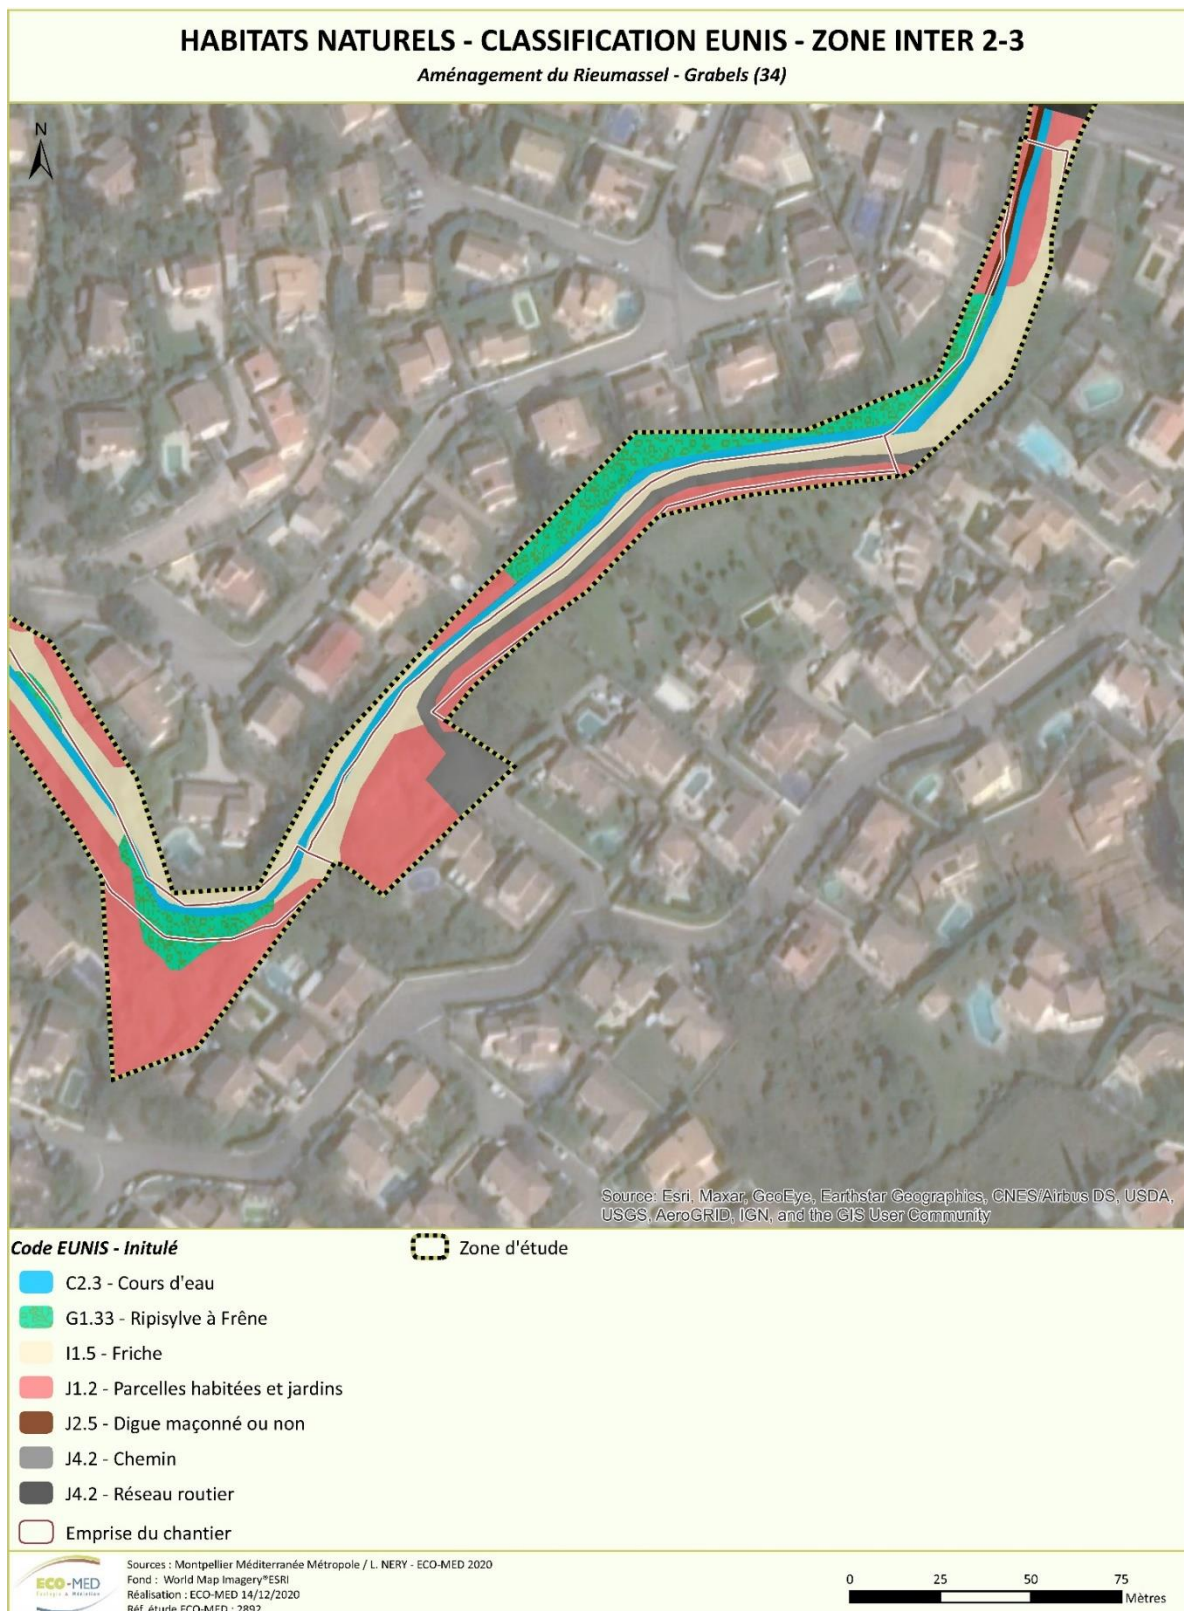 HABITATS NATURELS - CLASSIFICATION EUNIS - ZONE INTER 2-3
Aménagement du Rieumassel - Grabels (34)
N
Source: Esri, Maxar, GeoEye, Earthstar Geographics, CNES/Airbus DS, USDA,
USGS, AeroGRID, IGN, and the GIS User Community
Code EUNIS - Initulé
Zone d'étude
C2.3 - Cours d'eau
G1.33 - Ripisylve à Frêne
I1.5 - Friche
J1.2 - Parcelles habitées et jardins
J2.5 - Digue maçonné ou non
J4.2 - Chemin
J4.2 - Réseau routier
Emprise du chantier
ECO-MED
Ecologie & Médiation
Sources : Montpellier Méditerranée Métropole / L. NERY - ECO-MED 2020
Fond : World Map Imagery®ESRI
Réalisation : ECO-MED 14/12/2020
Réf. étude ECO-MED : 2892
0 25 50 75
Mètres